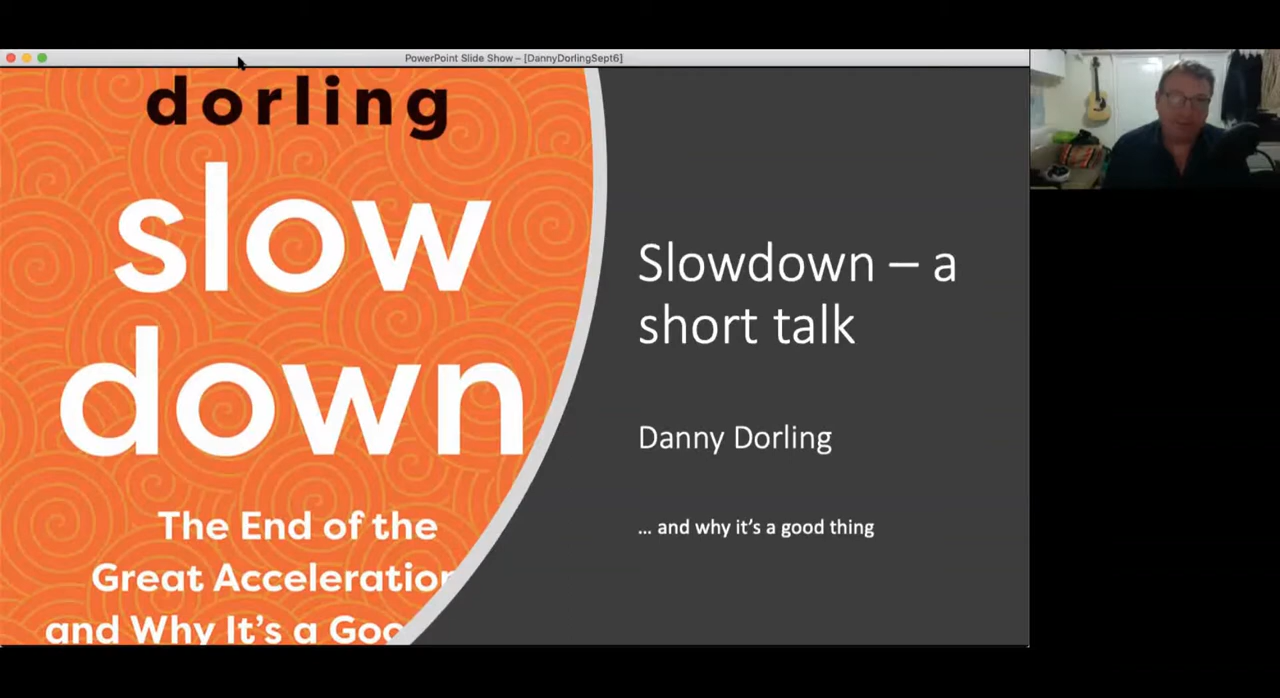 PowerPoint Slide Show – [DannyDorlingSept6]
dorling
slow
down
The End of the
Great Acceleration
and Why It's a Goo
Slowdown – a
short talk
Danny Dorling
... and why it's a good thing